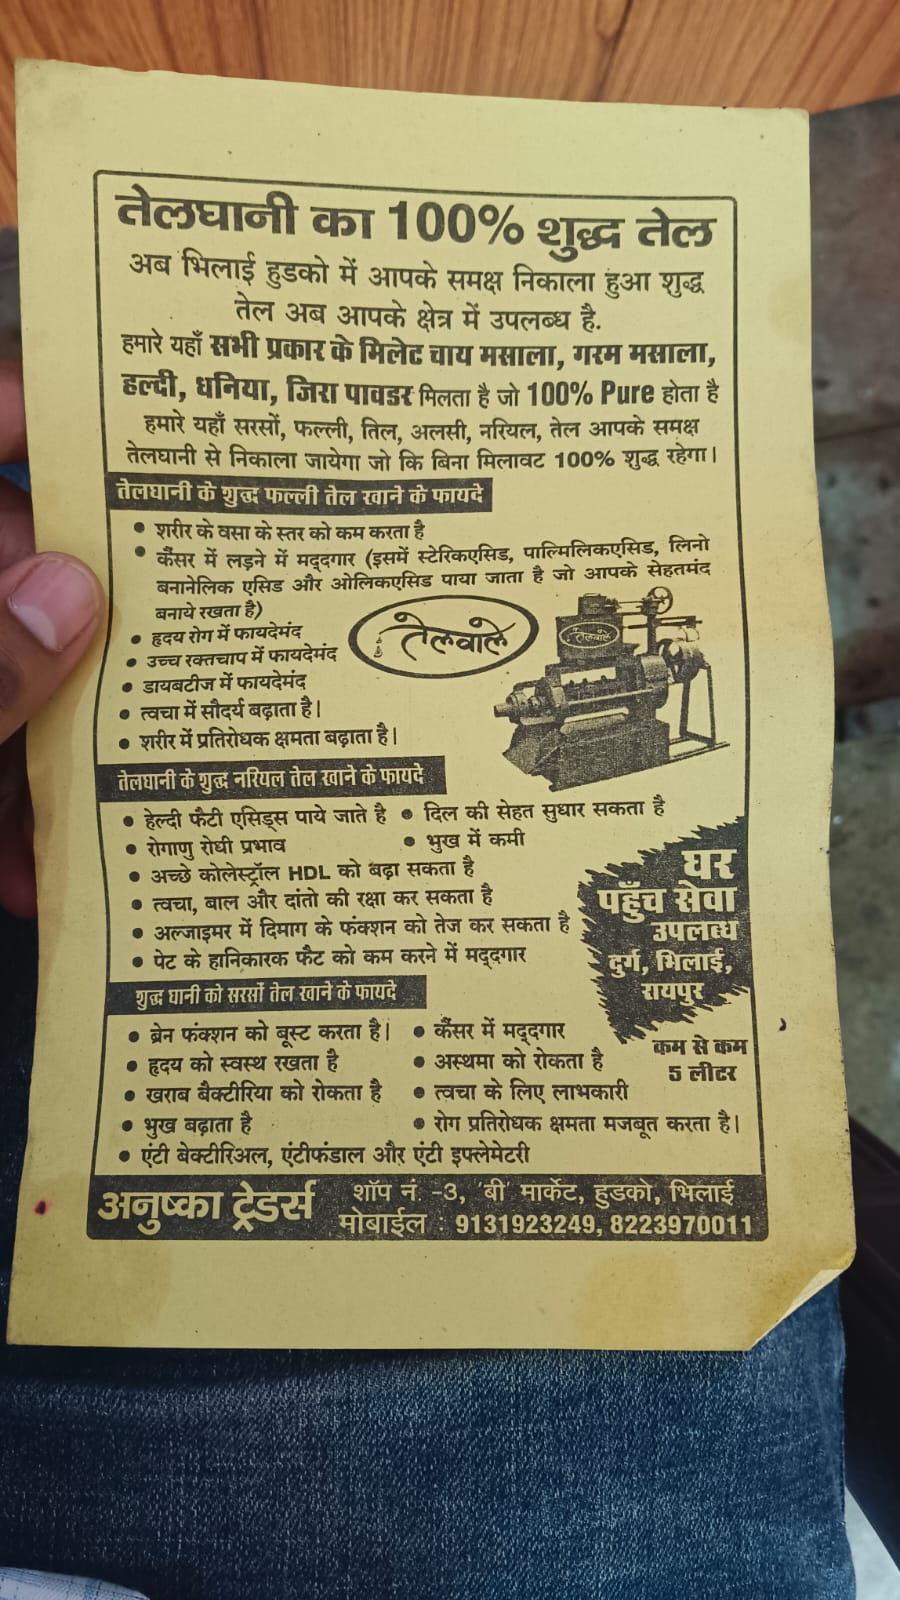 तेलघानी का 100% शुद्ध तेल
अब भिलाई हुडको में आपके समक्ष निकाला हुआ शुद्ध
तेल अब आपके क्षेत्र में उपलब्ध है.
हमारे यहाँ सभी प्रकार के मिलेट चाय मसाला, गरम मसाला,
हल्दी, धनिया, जिरा पावडर मिलता है जो 100% Pure होता है
हमारे यहाँ सरसों, फल्ली, तिल, अलसी, नरियल, तेल आपके समक्ष
तेलघानी से निकाला जायेगा जो कि बिना मिलावट 100% शुद्ध रहेगा।
तेलघानी के शुद्ध फल्ली तेल खाने के फायदे
• शरीर के वसा के स्तर को कम करता है
• कैंसर में लड़ने में मद्दगार (इसमें स्टेरिकएसिड, पाल्मिलिकएसिड, लिनो
बनानेलिक एसिड और ओलिकएसिड पाया जाता है जो आपके सेहतमंद
बनाये रखता है)
• हृदय रोग में फायदेमंद
• उच्च रक्तचाप में फायदेमंद
• डायबटीज में फायदेमंद
• त्वचा में सौदर्य बढ़ाता है।
• शरीर में प्रतिरोधक क्षमता बढ़ाता है।
तेलवाले
तेलवाले
तेलघानी के शुद्ध नरियल तेल खाने के फायदे
• हेल्दी फैटी एसिड्स पाये जाते है • दिल की सेहत सुधार सकता है
• रोगाणु रोधी प्रभाव • भुख में कमी
• अच्छे कोलेस्ट्रॉल HDL को बढ़ा सकता है
• त्वचा, बाल और दांतो की रक्षा कर सकता है
• अल्जाइमर में दिमाग के फंक्शन को तेज कर सकता है
• पेट के हानिकारक फैट को कम करने में मद्दगार
घर
पहुँच सेवा
उपलब्ध
दुर्ग, भिलाई,
रायपुर
कम से कम
5 लीटर
शुद्ध घानी को सरसों तेल खाने के फायदे
• ब्रेन फंक्शन को बूस्ट करता है। • कैंसर में मद्दगार
• हृदय को स्वस्थ रखता है • अस्थमा को रोकता है
• खराब बैक्टीरिया को रोकता है • त्वचा के लिए लाभकारी
• भुख बढ़ाता है • रोग प्रतिरोधक क्षमता मजबूत करता है।
• एंटी बेक्टीरिअल, एंटीफंडाल और एंटी इफ्लेमेटरी
अनुष्का ट्रेडर्स
शॉप नं. -3, 'बी' मार्केट, हुडको, भिलाई
मोबाईल : 9131923249, 8223970011